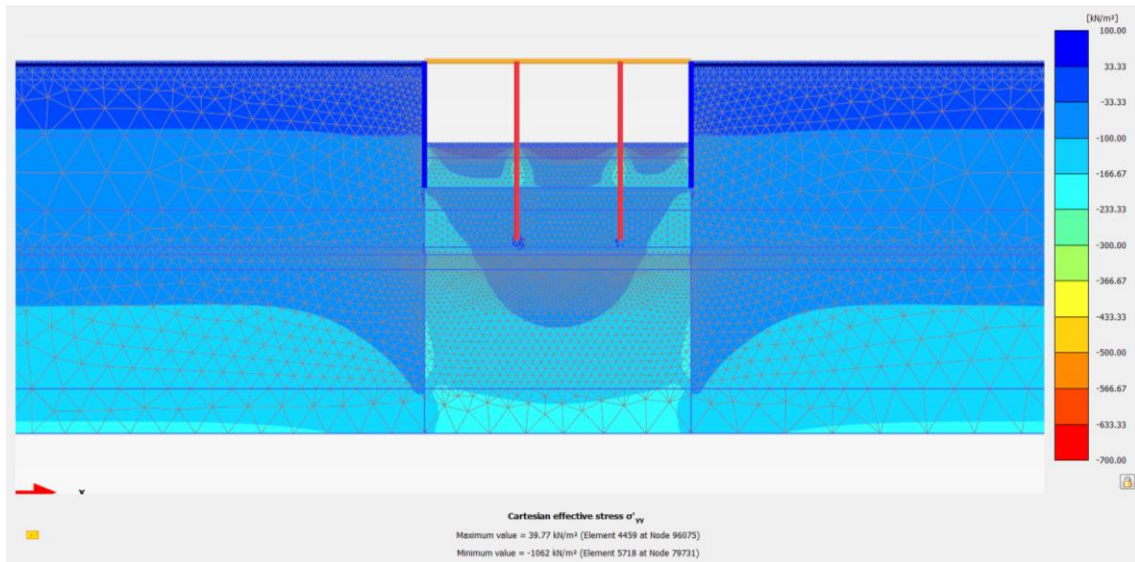 [kN/m²]
100.00
33.33
-33.33
-100.00
-166.67
-233.33
-300.00
-366.67
-433.33
-500.00
-566.67
-633.33
-700.00
x
Cartesian effective stress σ'yy
Maximum value = 39.77 kN/m² (Element 4459 at Node 96075)
Minimum value = -1062 kN/m² (Element 5718 at Node 79731)